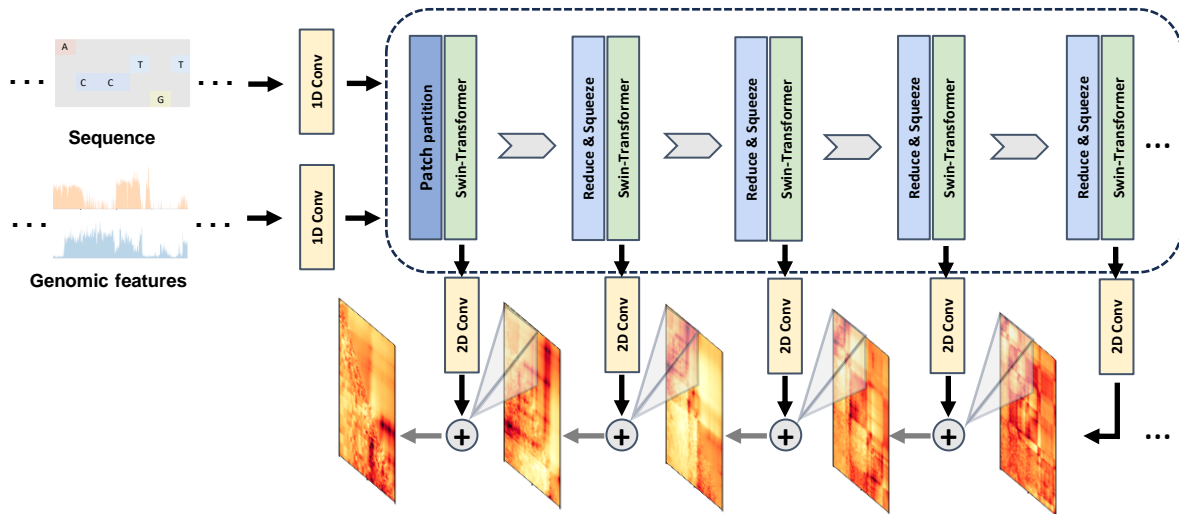 A
T
T
C
C
G
Sequence
Genomic features
1D Conv
1D Conv
Patch partition
Swin-Transformer
Reduce & Squeeze
Swin-Transformer
Reduce & Squeeze
Swin-Transformer
Reduce & Squeeze
Swin-Transformer
Reduce & Squeeze
Swin-Transformer
2D Conv
2D Conv
2D Conv
2D Conv
2D Conv
+
+
+
+